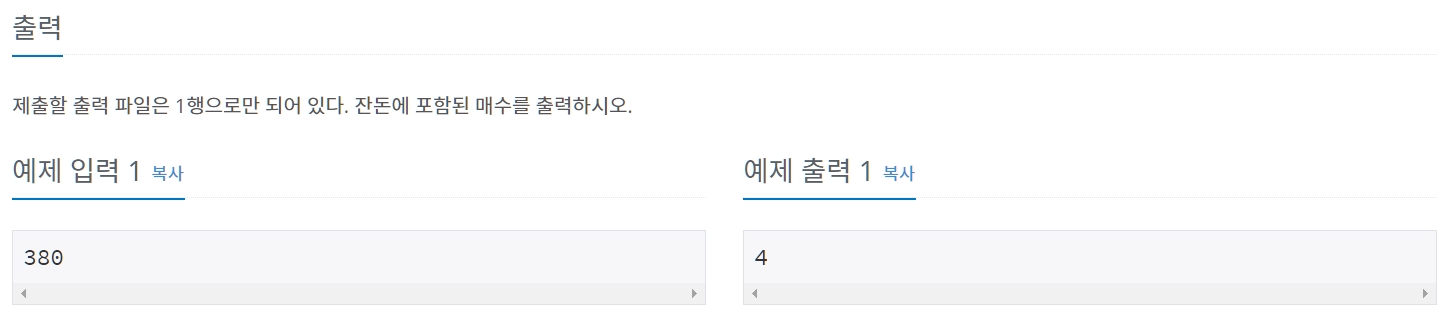 출력
제출할 출력 파일은 1행으로만 되어 있다. 잔돈에 포함된 매수를 출력하시오.
예제 입력 1 복사
380
예제 출력 1 복사
4